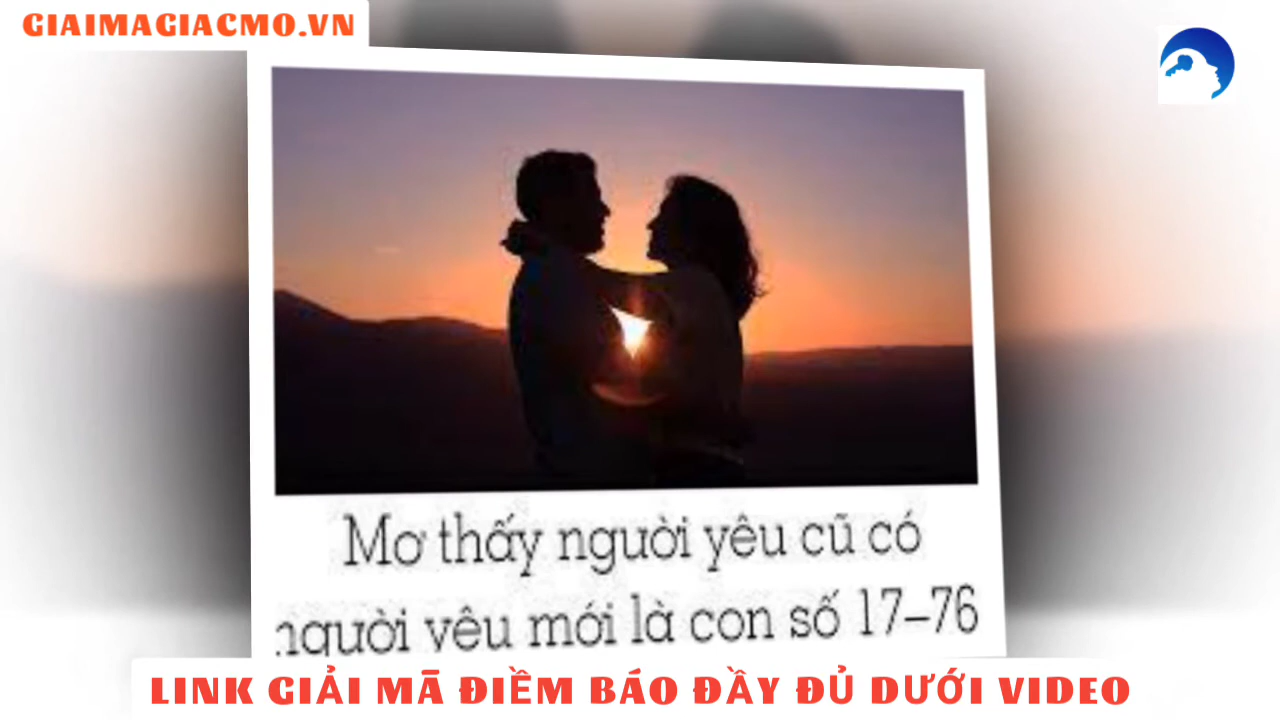 GIAIMAGIACMO.VN
Mơ thấy người yêu cũ có
người yêu mới là con số 17–76
LINK GIẢI MÃ ĐIỀM BÁO ĐẦY ĐỦ DƯỚI VIDEO